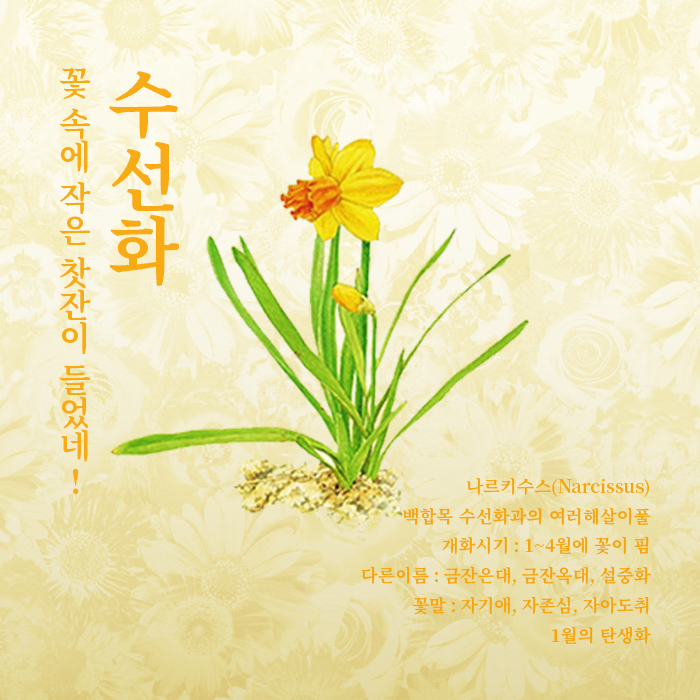 수선화
꽃 속에 작은 찻잔이 들었네 !
나르키수스(Narcissus)
백합목 수선화과의 여러해살이풀
개화시기 : 1~4월에 꽃이 핌
다른이름 : 금잔은대, 금잔옥대, 설중화
꽃말 : 자기애, 자존심, 자아도취
1월의 탄생화